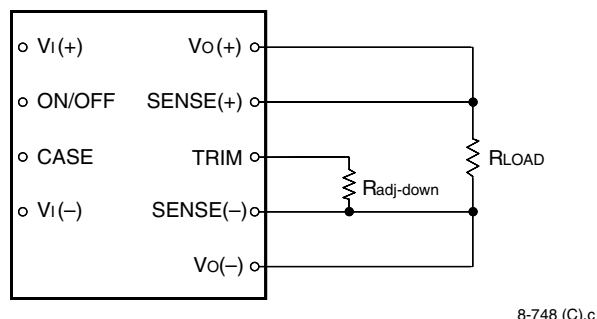 VI(+)
VO(+)
ON/OFF
SENSE(+)
CASE
TRIM
RLOAD
Radj-down
VI(–)
SENSE(–)
VO(–)
8-748 (C).c